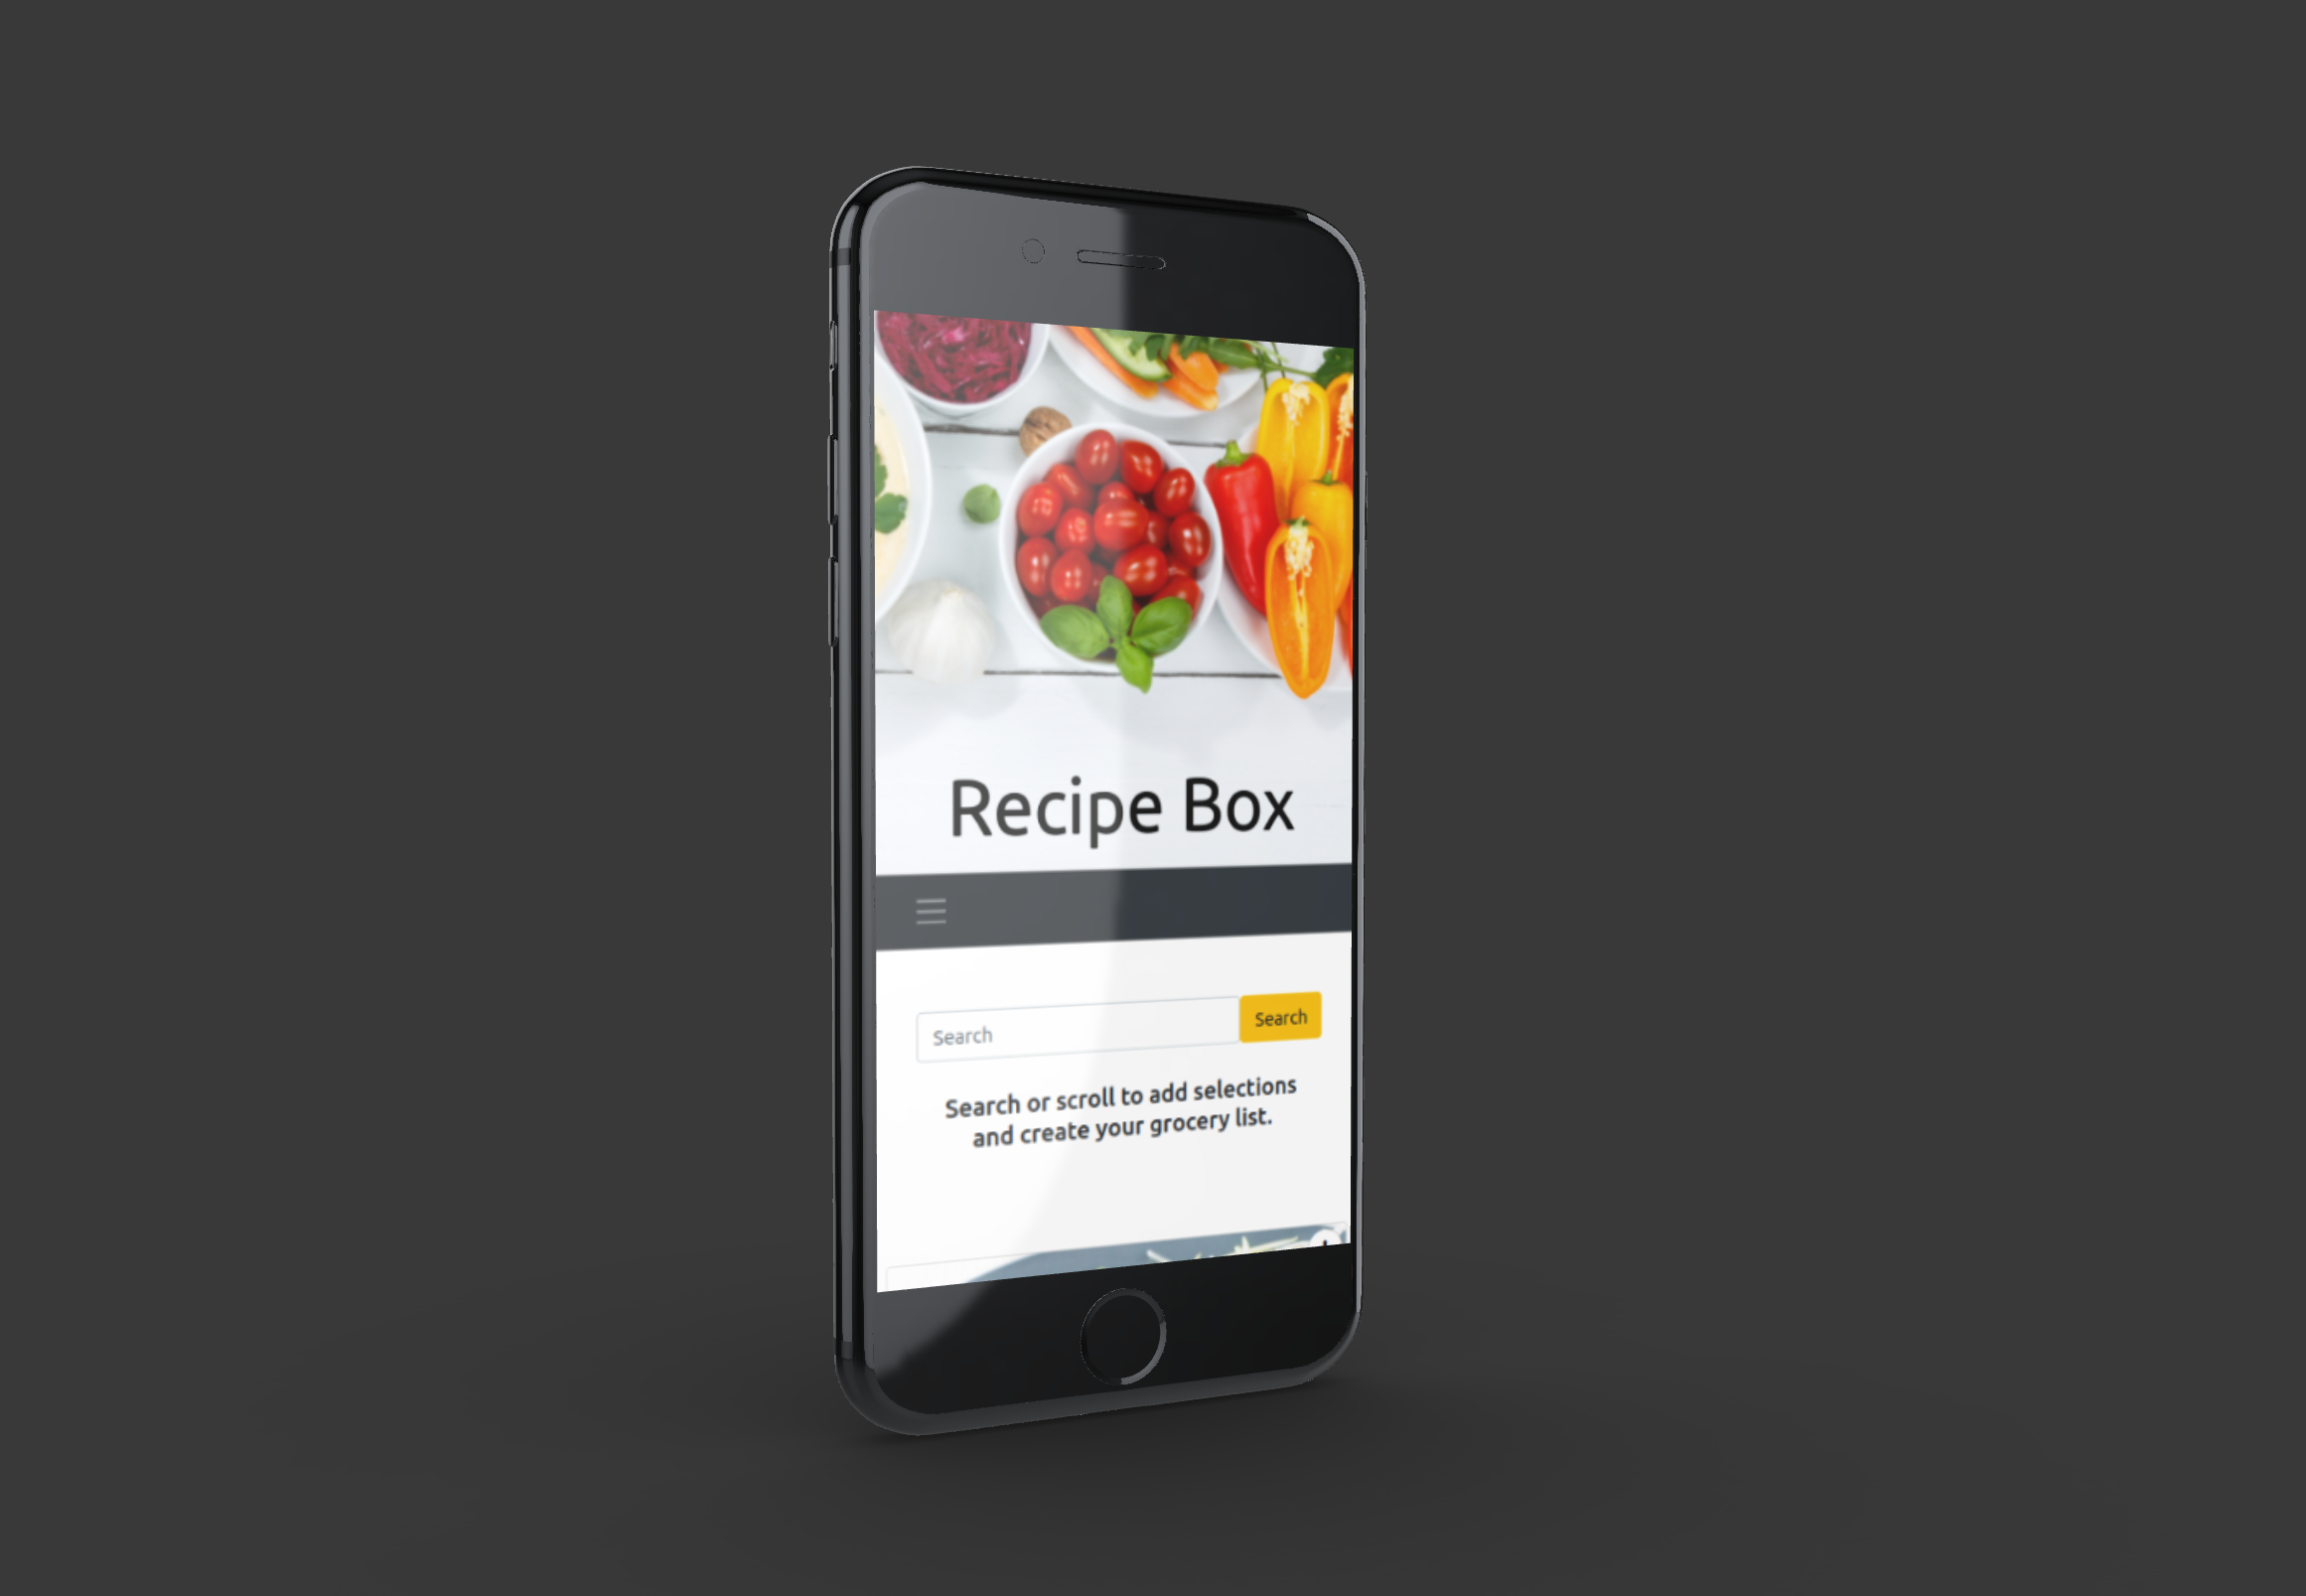 Recipe Box
Search
Search
Search or scroll to add selections
and create your grocery list.